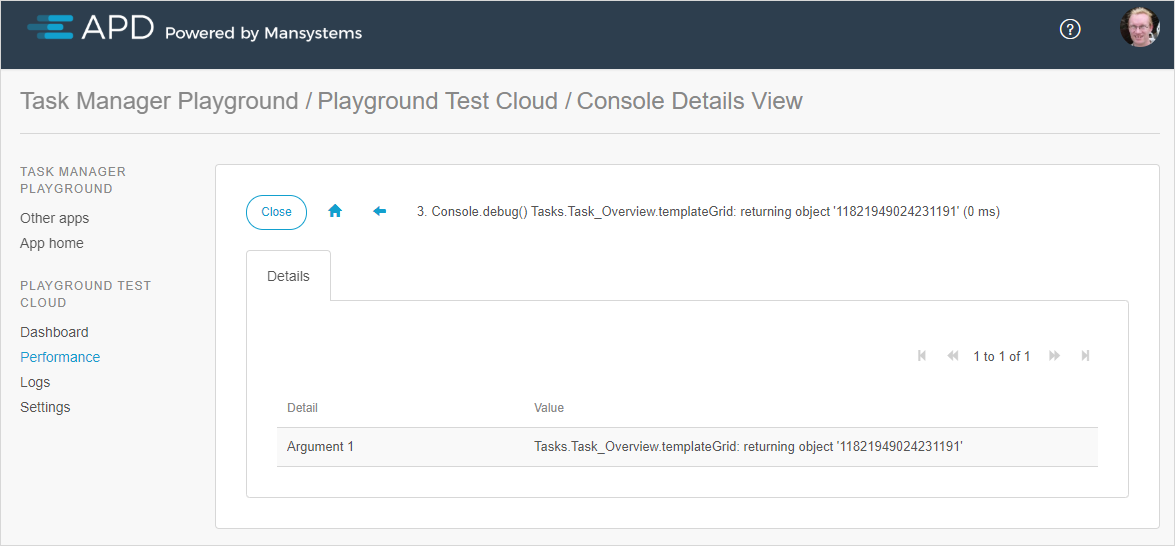 APD Powered by Mansystems
?
Task Manager Playground / Playground Test Cloud / Console Details View
TASK MANAGER
PLAYGROUND
Other apps
App home
PLAYGROUND TEST
CLOUD
Dashboard
Performance
Logs
Settings
Close
3. Console.debug() Tasks.Task_Overview.templateGrid: returning object '11821949024231191' (0 ms)
Details
1 to 1 of 1
Detail Value
Argument 1 Tasks.Task_Overview.templateGrid: returning object '11821949024231191'